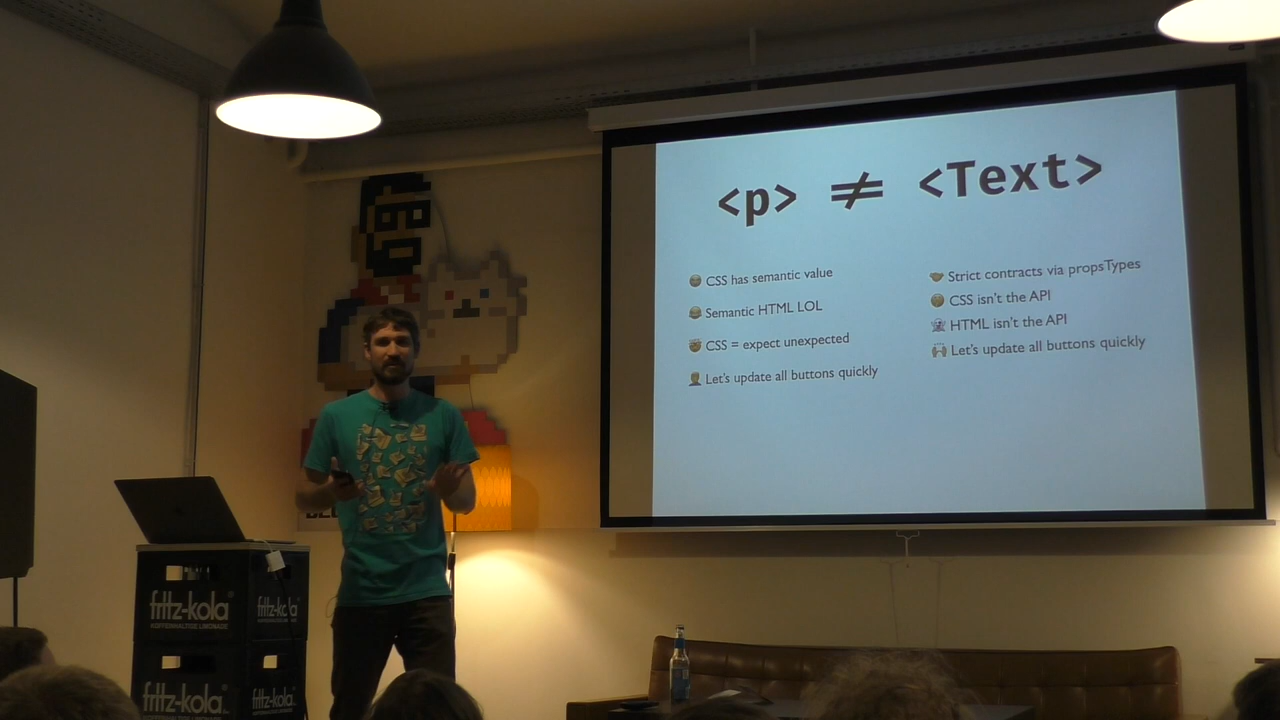 <p> ≠ <Text>
CSS has semantic value
Semantic HTML LOL
CSS = expect unexpected
Let's update all buttons quickly
Strict contracts via propsTypes
CSS isn't the API
HTML isn't the API
Let's update all buttons quickly
fritz-kola®
KOFFEINHALTIGE LIMONADE
fritz-kola
fritz-kola®
fritz-kola